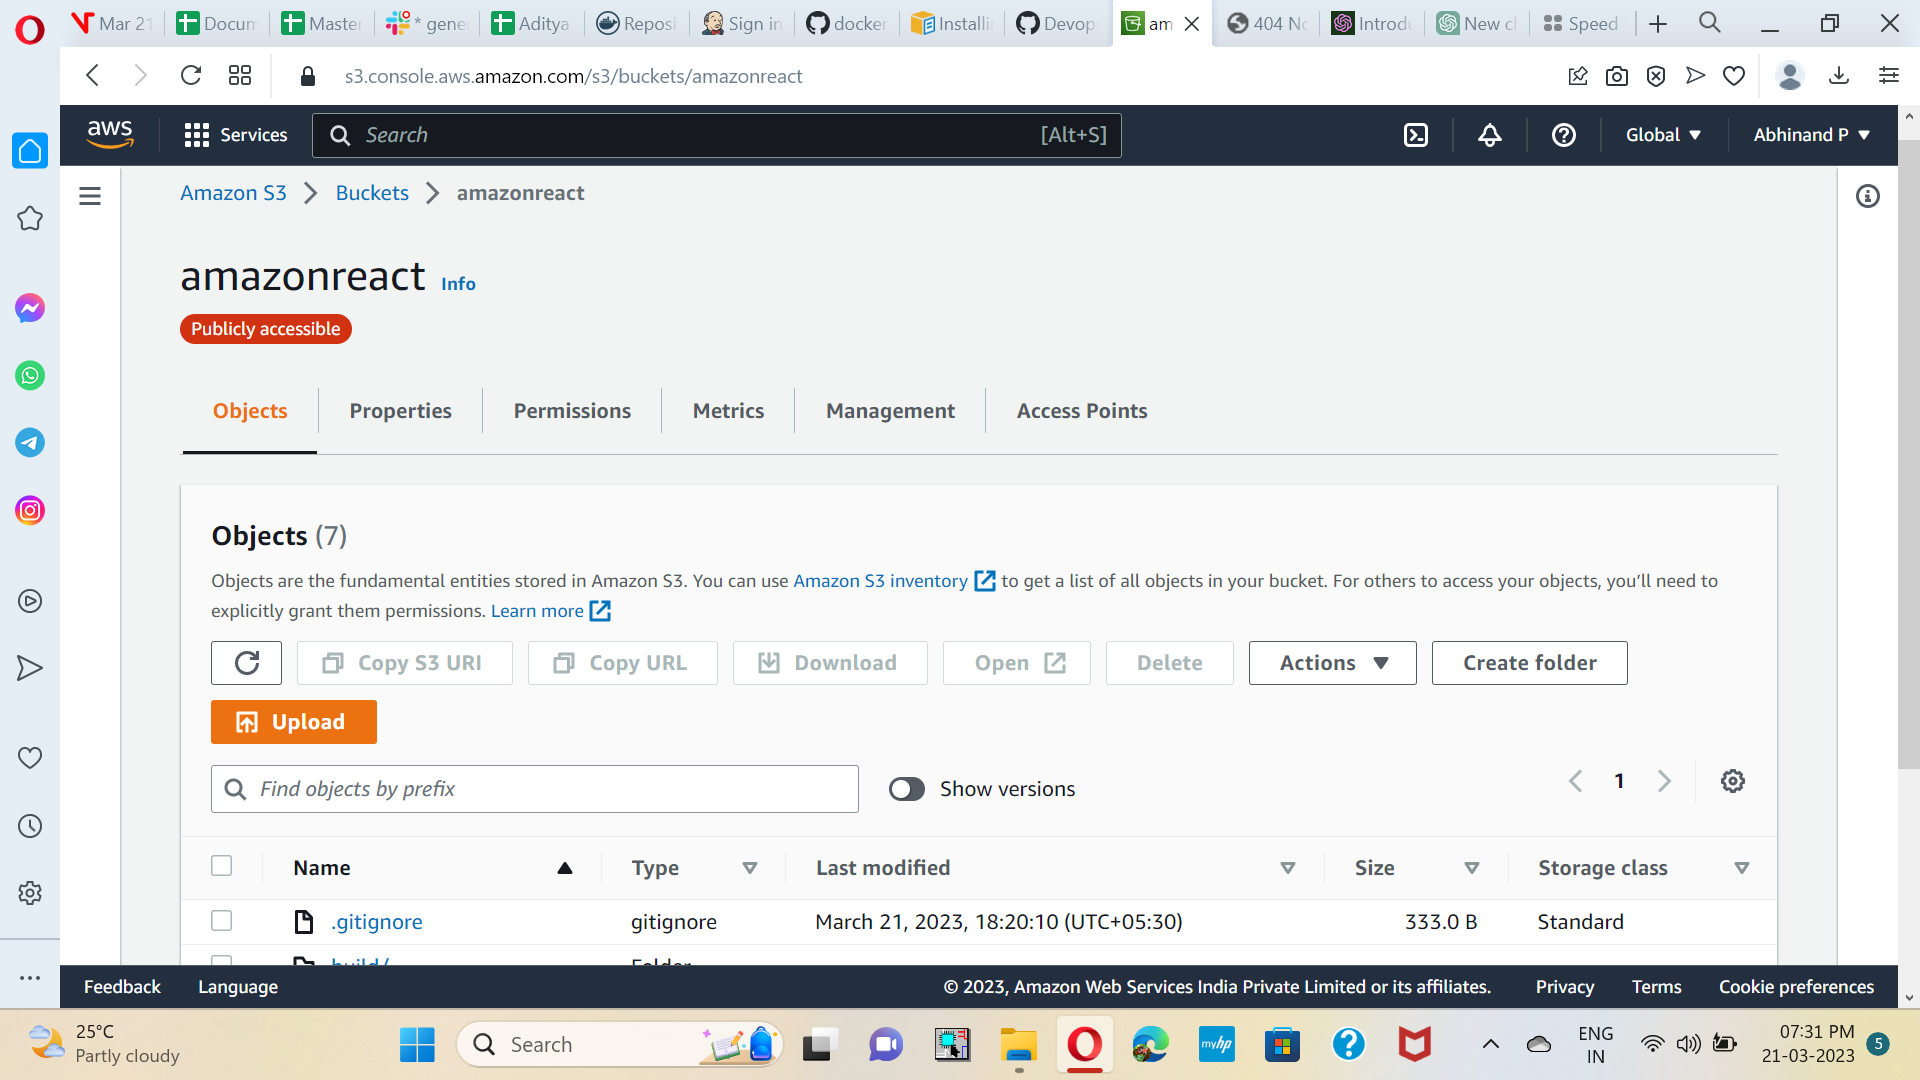 Mar 21
Docum
Master
* gene
Aditya
Reposi
Sign in
docker
Installi
Devop
am
404 No
Introdu
New ch
Speed
s3.console.aws.amazon.com/s3/buckets/amazonreact
aws
Services
Search
[Alt+S]
Global
Abhinand P
Amazon S3
Buckets
amazonreact
amazonreact Info
Publicly accessible
Objects
Properties
Permissions
Metrics
Management
Access Points
Objects (7)
Objects are the fundamental entities stored in Amazon S3. You can use Amazon S3 inventory to get a list of all objects in your bucket. For others to access your objects, you’ll need to
explicitly grant them permissions. Learn more
Copy S3 URI
Copy URL
Download
Open
Delete
Actions
Create folder
Upload
Find objects by prefix
Show versions
1
Name
Type
Last modified
Size
Storage class
.gitignore
gitignore
March 21, 2023, 18:20:10 (UTC+05:30)
333.0 B
Standard
build/
Folder
Feedback
Language
© 2023, Amazon Web Services India Private Limited or its affiliates.
Privacy
Terms
Cookie preferences
25°C
Partly cloudy
Search
myhp
ENG
IN
07:31 PM
21-03-2023
5